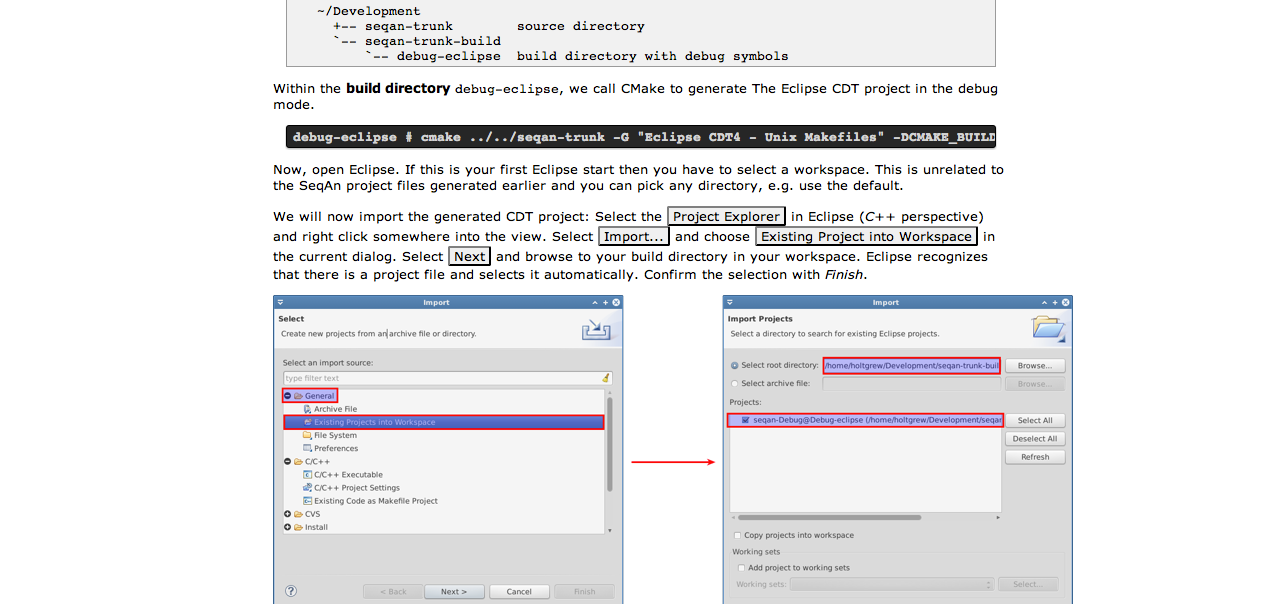 ~/Development
+-- seqan-trunk        source directory
`-- seqan-trunk-build
`-- debug-eclipse  build directory with debug symbols
Within the build directory debug-eclipse, we call CMake to generate The Eclipse CDT project in the debug
mode.
debug-eclipse # cmake ../../seqan-trunk -G "Eclipse CDT4 - Unix Makefiles" -DCMAKE_BUILD
Now, open Eclipse. If this is your first Eclipse start then you have to select a workspace. This is unrelated to
the SeqAn project files generated earlier and you can pick any directory, e.g. use the default.
We will now import the generated CDT project: Select the Project Explorer in Eclipse (C++ perspective)
and right click somewhere into the view. Select Import... and choose Existing Project into Workspace in
the current dialog. Select Next and browse to your build directory in your workspace. Eclipse recognizes
that there is a project file and selects it automatically. Confirm the selection with Finish.
Import
Select
Create new projects from an archive file or directory.
Select an import source:
type filter text
General
Archive File
Existing Projects into Workspace
File System
Preferences
C/C++
C/C++ Executable
C/C++ Project Settings
Existing Code as Makefile Project
CVS
Install
< Back
Next >
Cancel
Finish
Import
Import Projects
Select a directory to search for existing Eclipse projects.
Select root directory: /home/holtgrew/Development/seqan-trunk-buil Browse...
Select archive file: Browse...
Projects:
seqan-Debug@Debug-eclipse (/home/holtgrew/Development/seqan Select All
Deselect All
Refresh
Copy projects into workspace
Working sets
Add project to working sets
Working sets: Select...